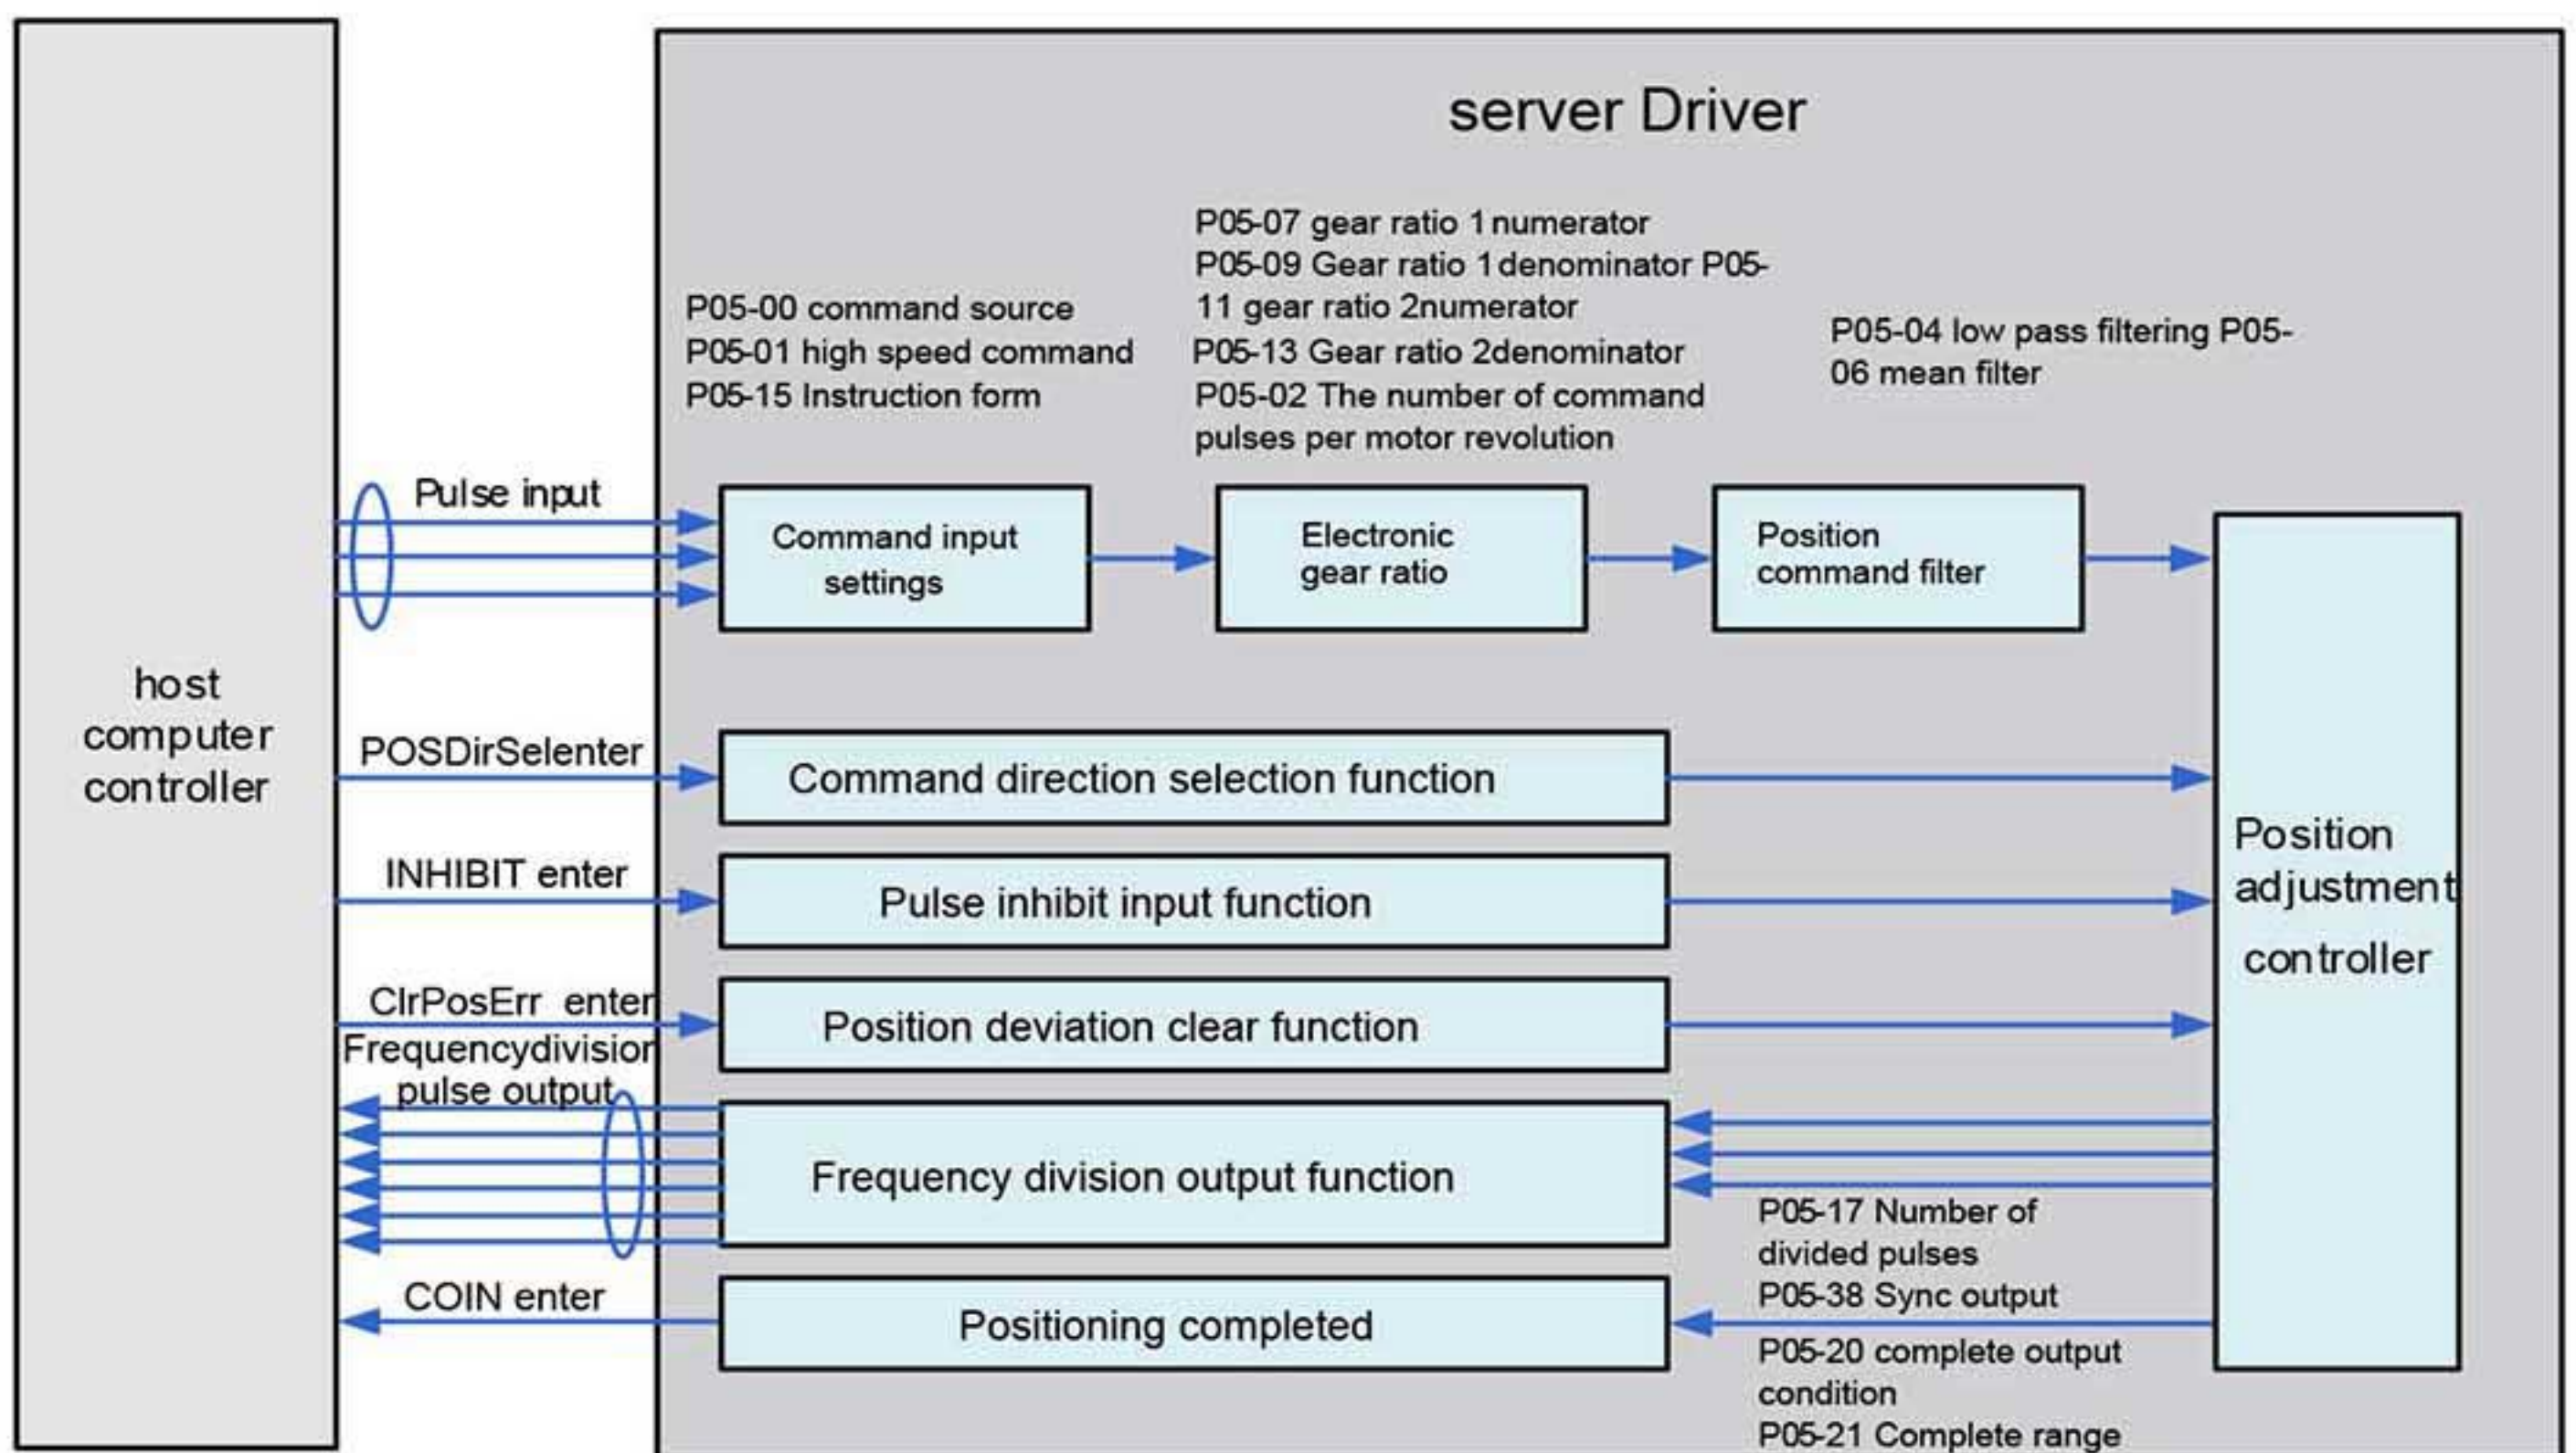 server Driver
P05-07 gear ratio 1 numerator
P05-09 Gear ratio 1 denominator P05-
11 gear ratio 2numerator
P05-13 Gear ratio 2denominator
P05-02 The number of command
pulses per motor revolution
P05-00 command source
P05-01 high speed command
P05-15 Instruction form
P05-04 low pass filtering P05-
06 mean filter
Pulse input
Command input
settings
Electronic
gear ratio
Position
command filter
host
computer
controller
POSDirSelenter
Command direction selection function
INHIBIT enter
Pulse inhibit input function
Position
adjustment
controller
ClrPosErr enter
Position deviation clear function
Frequencydivision
pulse output
Frequency division output function
P05-17 Number of
divided pulses
P05-38 Sync output
COIN enter
Positioning completed
P05-20 complete output
condition
P05-21 Complete range